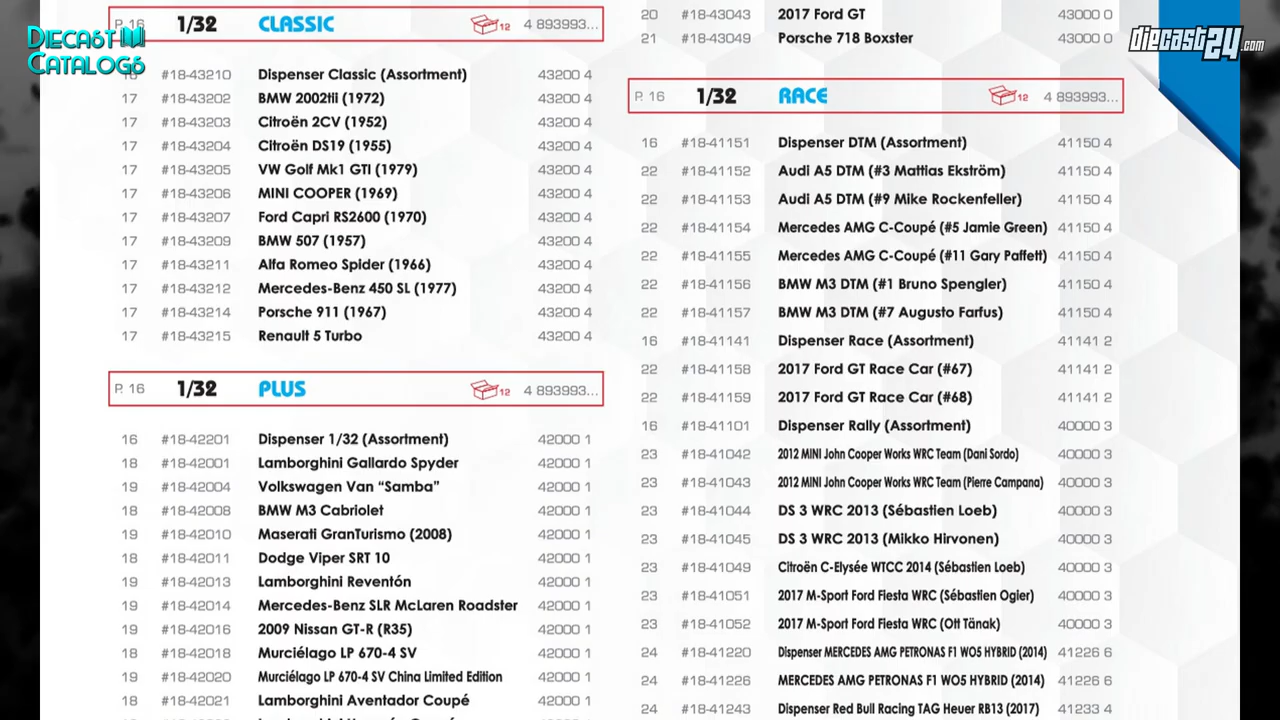 DIECAST
CATALOGS
P. 16 1/32 CLASSIC 12 4 893993...
#18-43210 Dispenser Classic (Assortment) 43200 4
17 #18-43202 BMW 2002tii (1972) 43200 4
17 #18-43203 Citroën 2CV (1952) 43200 4
17 #18-43204 Citroën DS19 (1955) 43200 4
17 #18-43205 VW Golf Mk1 GTI (1979) 43200 4
17 #18-43206 MINI COOPER (1969) 43200 4
17 #18-43207 Ford Capri RS2600 (1970) 43200 4
17 #18-43209 BMW 507 (1957) 43200 4
17 #18-43211 Alfa Romeo Spider (1966) 43200 4
17 #18-43212 Mercedes-Benz 450 SL (1977) 43200 4
17 #18-43214 Porsche 911 (1967) 43200 4
17 #18-43215 Renault 5 Turbo 43200 4
P. 16 1/32 PLUS 12 4 893993...
16 #18-42201 Dispenser 1/32 (Assortment) 42000 1
18 #18-42001 Lamborghini Gallardo Spyder 42000 1
19 #18-42004 Volkswagen Van “Samba” 42000 1
18 #18-42008 BMW M3 Cabriolet 42000 1
19 #18-42010 Maserati GranTurismo (2008) 42000 1
18 #18-42011 Dodge Viper SRT 10 42000 1
19 #18-42013 Lamborghini Reventón 42000 1
19 #18-42014 Mercedes-Benz SLR McLaren Roadster 42000 1
19 #18-42016 2009 Nissan GT-R (R35) 42000 1
18 #18-42018 Murciélago LP 670-4 SV 42000 1
19 #18-42020 Murciélago LP 670-4 SV China Limited Edition 42000 1
18 #18-42021 Lamborghini Aventador Coupé 42000 1
20 #18-43043 2017 Ford GT 43000 0
21 #18-43049 Porsche 718 Boxster 43000 0
diecast24.com
P. 16 1/32 RACE 12 4 893993...
16 #18-41151 Dispenser DTM (Assortment) 41150 4
22 #18-41152 Audi A5 DTM (#3 Mattias Ekström) 41150 4
22 #18-41153 Audi A5 DTM (#9 Mike Rockenfeller) 41150 4
22 #18-41154 Mercedes AMG C-Coupé (#5 Jamie Green) 41150 4
22 #18-41155 Mercedes AMG C-Coupé (#11 Gary Paffett) 41150 4
22 #18-41156 BMW M3 DTM (#1 Bruno Spengler) 41150 4
22 #18-41157 BMW M3 DTM (#7 Augusto Farfus) 41150 4
16 #18-41141 Dispenser Race (Assortment) 41141 2
22 #18-41158 2017 Ford GT Race Car (#67) 41141 2
22 #18-41159 2017 Ford GT Race Car (#68) 41141 2
16 #18-41101 Dispenser Rally (Assortment) 40000 3
23 #18-41042 2012 MINI John Cooper Works WRC Team (Dani Sordo) 40000 3
23 #18-41043 2012 MINI John Cooper Works WRC Team (Pierre Campana) 40000 3
23 #18-41044 DS 3 WRC 2013 (Sébastien Loeb) 40000 3
23 #18-41045 DS 3 WRC 2013 (Mikko Hirvonen) 40000 3
23 #18-41049 Citroën C-Elysée WTCC 2014 (Sébastien Loeb) 40000 3
23 #18-41051 2017 M-Sport Ford Fiesta WRC (Sébastien Ogier) 40000 3
23 #18-41052 2017 M-Sport Ford Fiesta WRC (Ott Tänak) 40000 3
24 #18-41220 Dispenser MERCEDES AMG PETRONAS F1 WO5 HYBRID (2014) 41226 6
24 #18-41226 MERCEDES AMG PETRONAS F1 WO5 HYBRID (2014) 41226 6
24 #18-41243 Dispenser Red Bull Racing TAG Heuer RB13 (2017) 41233 4